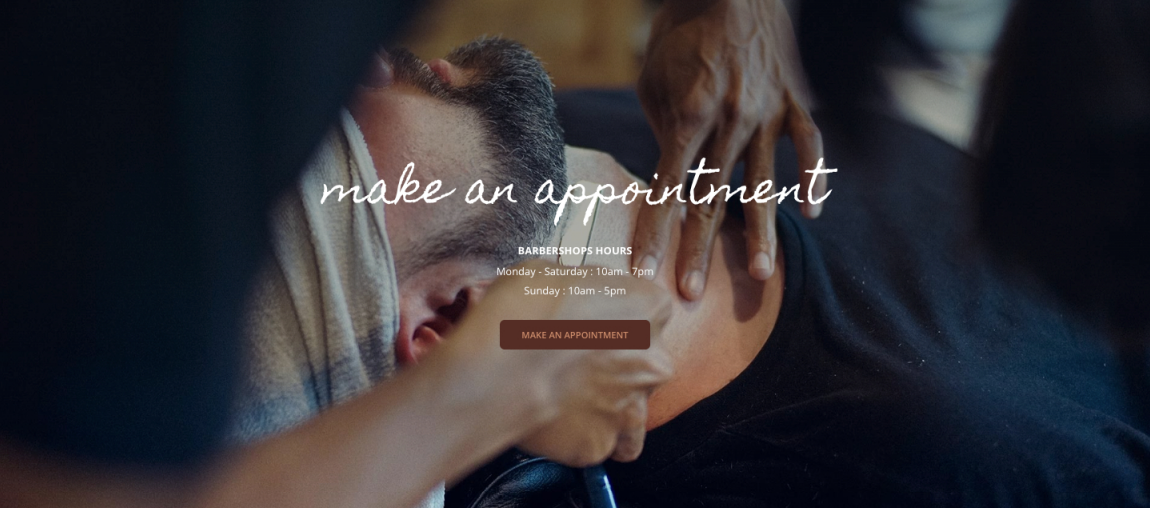 make an appointment
BARBERSHOPS HOURS
Monday - Saturday : 10am - 7pm
Sunday : 10am - 5pm
MAKE AN APPOINTMENT